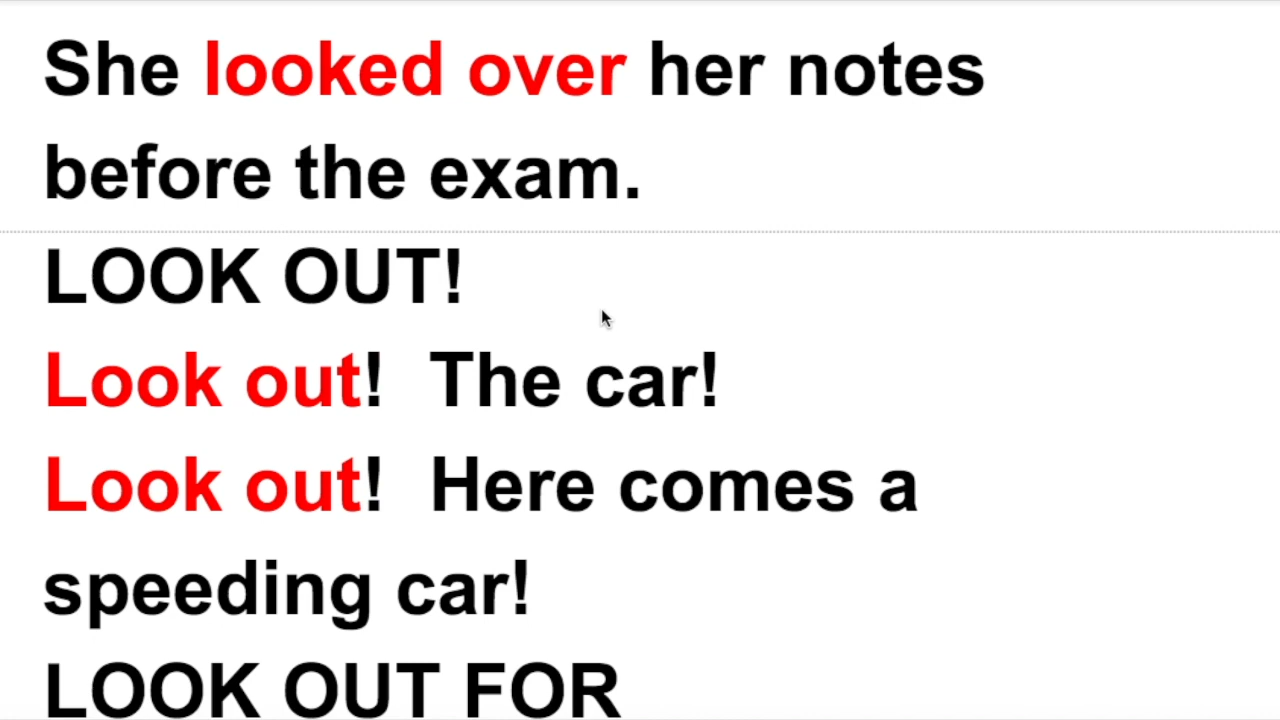 She looked over her notes
before the exam.
LOOK OUT!
Look out!  The car!
Look out!  Here comes a
speeding car!
LOOK OUT FOR